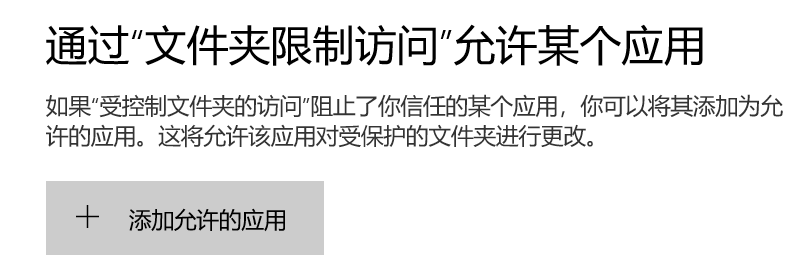 通过“文件夹限制访问”允许某个应用
如果“受控制文件夹的访问”阻止了你信任的某个应用，你可以将其添加为允
许的应用。这将允许该应用对受保护的文件夹进行更改。
添加允许的应用